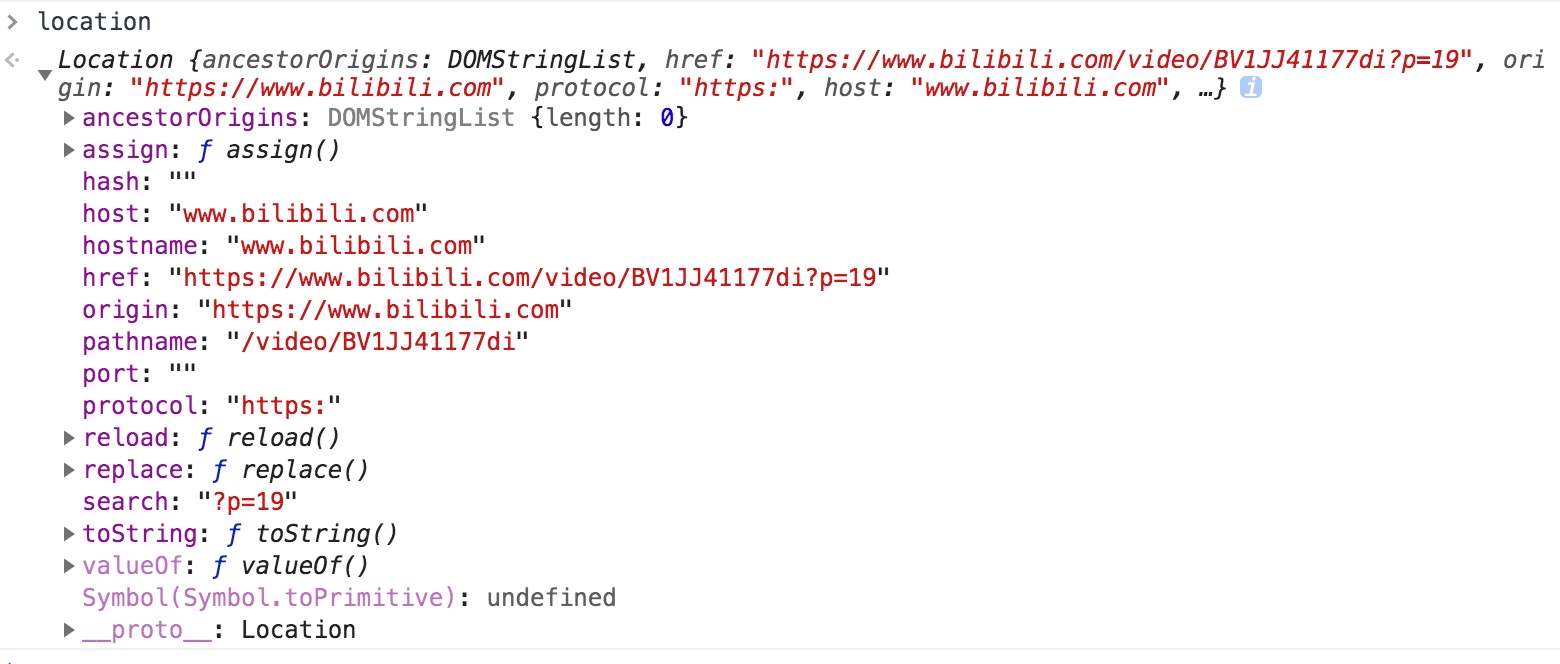 > location
Location {ancestorOrigins: DOMStringList, href: "https://www.bilibili.com/video/BV1JJ41177di?p=19", ori
gin: "https://www.bilibili.com", protocol: "https:", host: "www.bilibili.com", …} i
ancestorOrigins: DOMStringList {length: 0}
assign: ƒ assign()
hash: ""
host: "www.bilibili.com"
hostname: "www.bilibili.com"
href: "https://www.bilibili.com/video/BV1JJ41177di?p=19"
origin: "https://www.bilibili.com"
pathname: "/video/BV1JJ41177di"
port: ""
protocol: "https:"
reload: ƒ reload()
replace: ƒ replace()
search: "?p=19"
toString: ƒ toString()
valueOf: ƒ valueOf()
Symbol(Symbol.toPrimitive): undefined
__proto__: Location